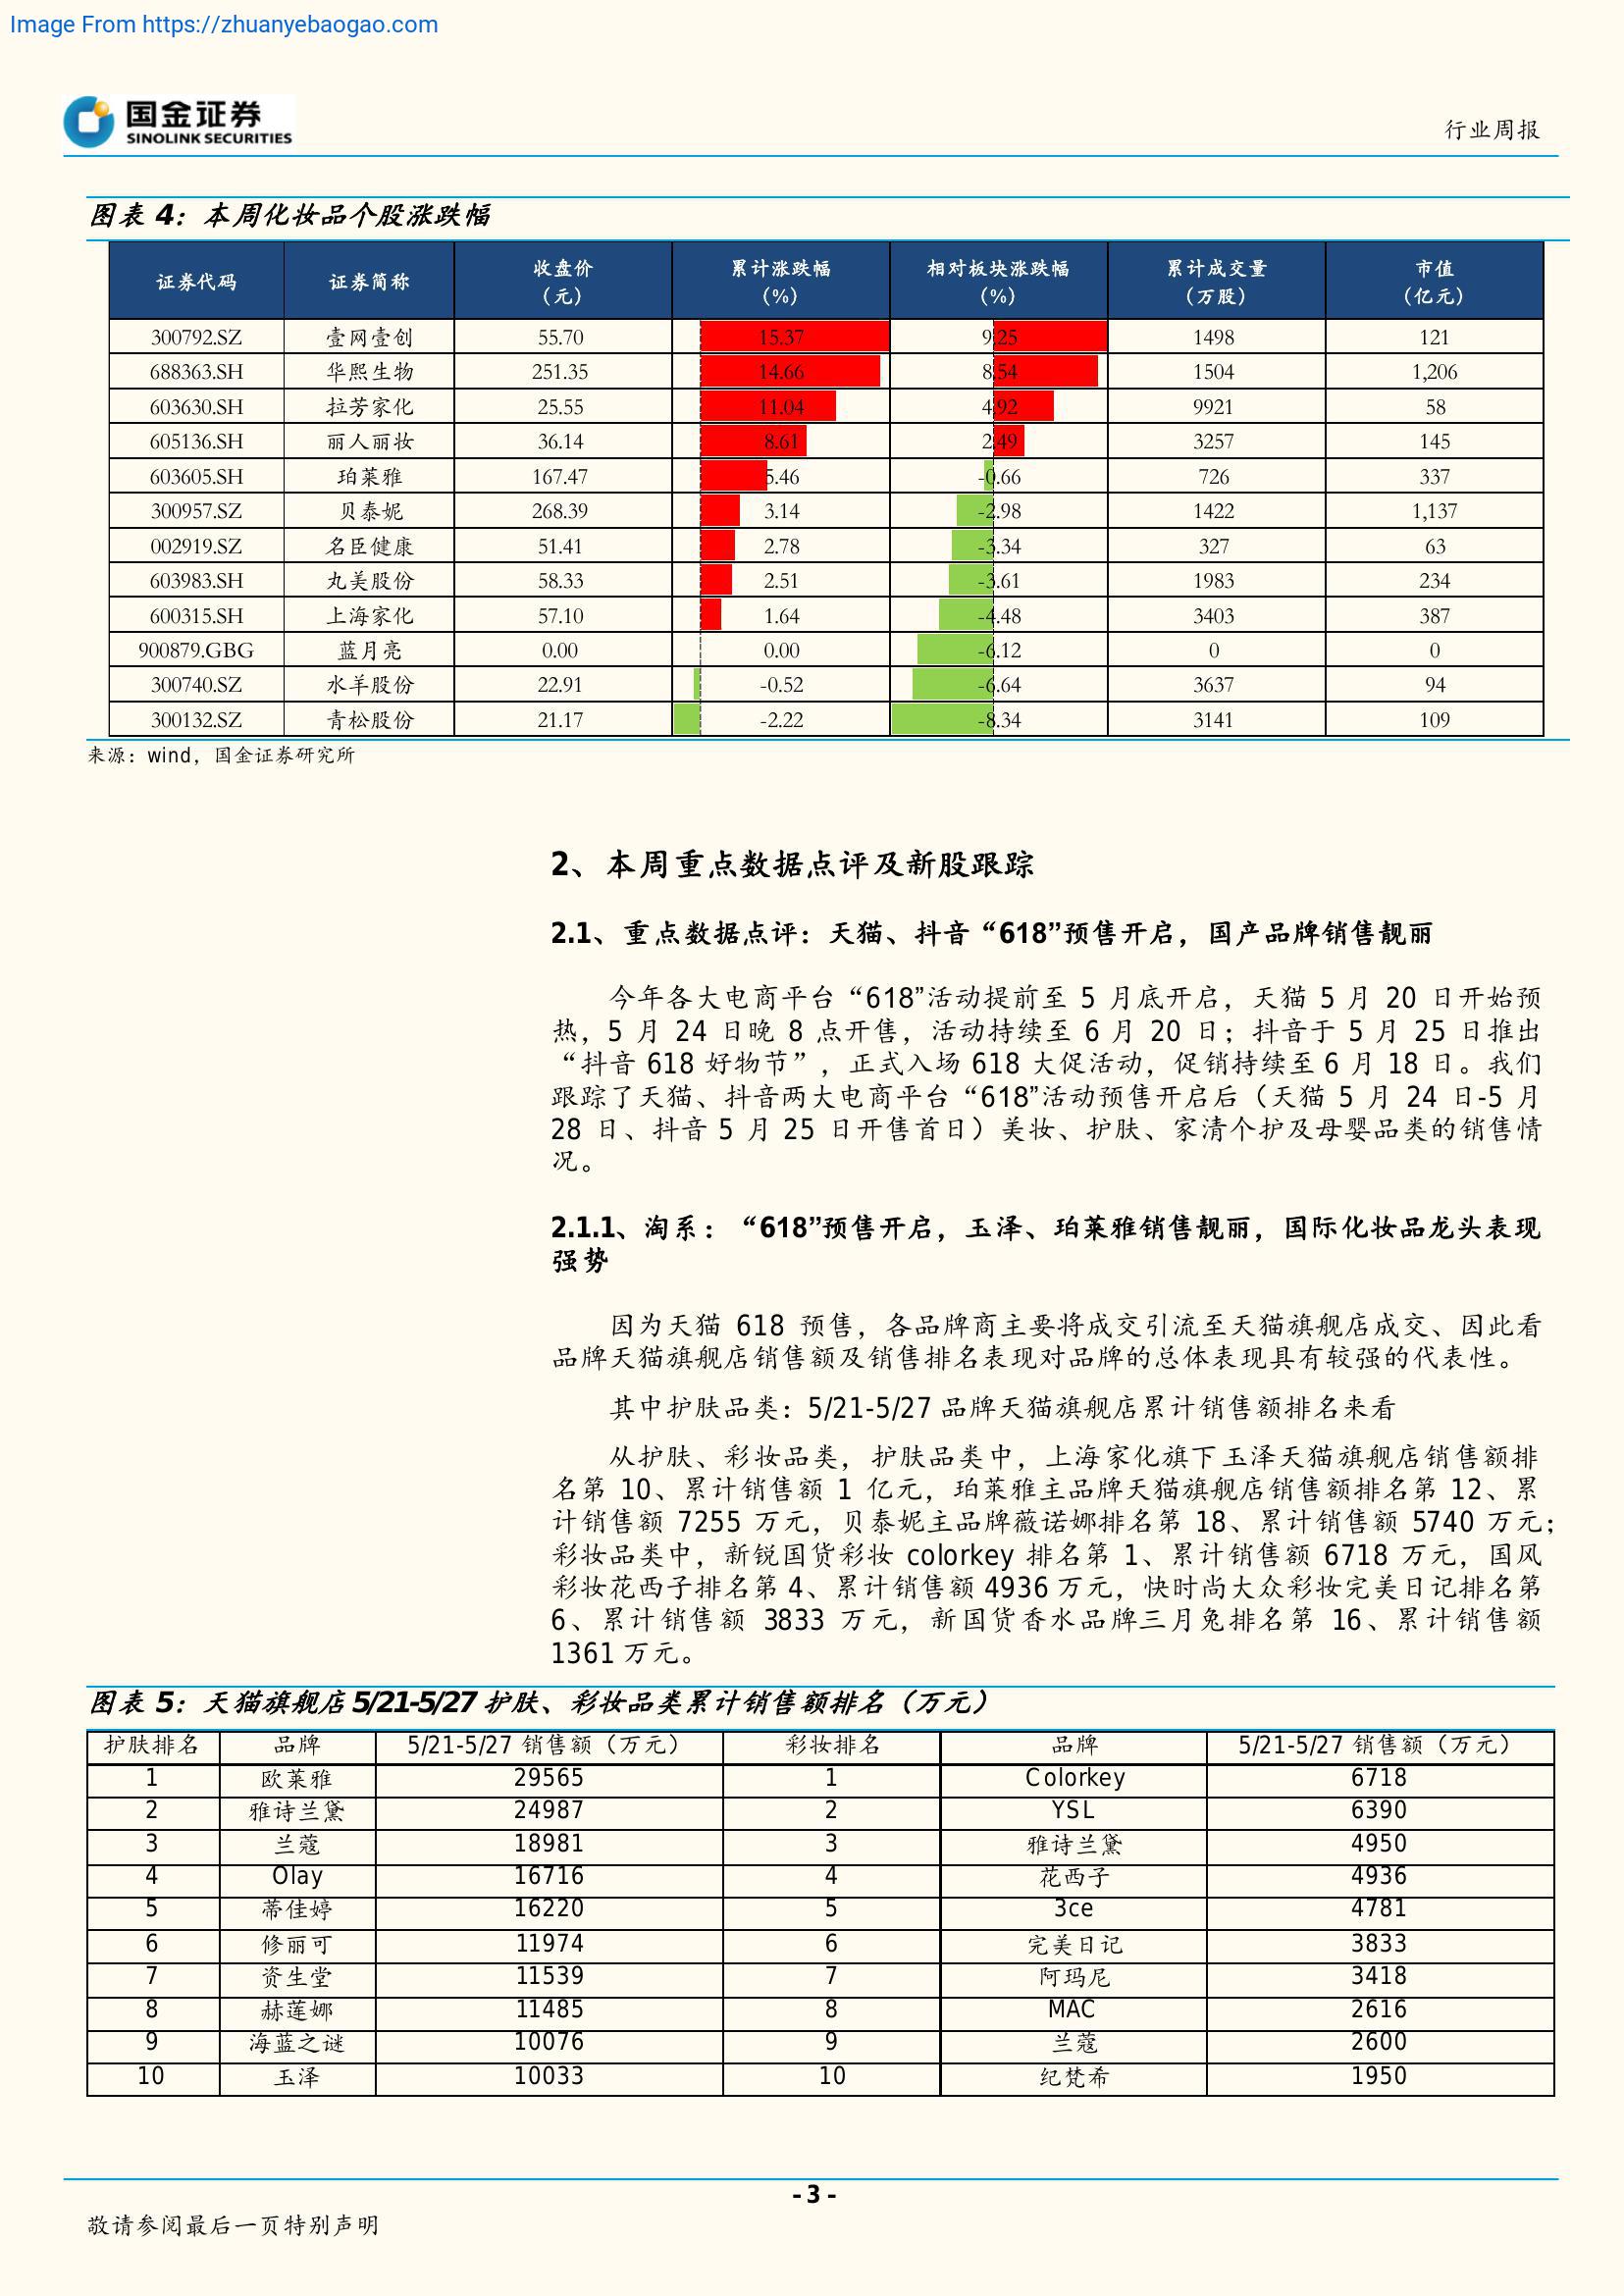 Image From https://zhuanyebaogao.com
国金证券
SINOLINK SECURITIES
行业周报
图表 4：本周化妆品个股涨跌幅
证券代码 证券简称 收盘价（元） 累计涨跌幅（%） 相对板块涨跌幅（%） 累计成交量（万股） 市值（亿元）
300792.SZ 壹网壹创 55.70 15.37 9.25 1498 121
688363.SH 华熙生物 251.35 14.66 8.54 1504 1,206
603630.SH 拉芳家化 25.55 11.04 4.92 9921 58
605136.SH 丽人丽妆 36.14 8.61 2.49 3257 145
603605.SH 珀莱雅 167.47 5.46 -0.66 726 337
300957.SZ 贝泰妮 268.39 3.14 -2.98 1422 1,137
002919.SZ 名臣健康 51.41 2.78 -3.34 327 63
603983.SH 丸美股份 58.33 2.51 -3.61 1983 234
600315.SH 上海家化 57.10 1.64 -4.48 3403 387
900879.GBG 蓝月亮 0.00 0.00 -6.12 0 0
300740.SZ 水羊股份 22.91 -0.52 -6.64 3637 94
300132.SZ 青松股份 21.17 -2.22 -8.34 3141 109
来源：wind，国金证券研究所
2、本周重点数据点评及新股跟踪
2.1、重点数据点评：天猫、抖音“618”预售开启，国产品牌销售靓丽
今年各大电商平台“618”活动提前至 5 月底开启，天猫 5 月 20 日开始预
热，5 月 24 日晚 8 点开售，活动持续至 6 月 20 日；抖音于 5 月 25 日推出
“抖音 618 好物节”，正式入场 618 大促活动，促销持续至 6 月 18 日。我们
跟踪了天猫、抖音两大电商平台“618”活动预售开启后（天猫 5 月 24 日-5 月
28 日、抖音 5 月 25 日开售首日）美妆、护肤、家清个护及母婴品类的销售情
况。
2.1.1、淘系：“618”预售开启，玉泽、珀莱雅销售靓丽，国际化妆品龙头表现
强势
因为天猫 618 预售，各品牌商主要将成交引流至天猫旗舰店成交、因此看
品牌天猫旗舰店销售额及销售排名表现对品牌的总体表现具有较强的代表性。
其中护肤品类：5/21-5/27 品牌天猫旗舰店累计销售额排名来看
从护肤、彩妆品类，护肤品类中，上海家化旗下玉泽天猫旗舰店销售额排
名第 10、累计销售额 1 亿元，珀莱雅主品牌天猫旗舰店销售额排名第 12、累
计销售额 7255 万元，贝泰妮主品牌薇诺娜排名第 18、累计销售额 5740 万元；
彩妆品类中，新锐国货彩妆 colorkey 排名第 1、累计销售额 6718 万元，国风
彩妆花西子排名第 4、累计销售额 4936 万元，快时尚大众彩妆完美日记排名第
6、累计销售额 3833 万元，新国货香水品牌三月兔排名第 16、累计销售额
1361 万元。
图表 5：天猫旗舰店 5/21-5/27 护肤、彩妆品类累计销售额排名（万元）
护肤排名 品牌 5/21-5/27 销售额（万元） 彩妆排名 品牌 5/21-5/27 销售额（万元）
1 欧莱雅 29565 1 Colorkey 6718
2 雅诗兰黛 24987 2 YSL 6390
3 兰蔻 18981 3 雅诗兰黛 4950
4 Olay 16716 4 花西子 4936
5 蒂佳婷 16220 5 3ce 4781
6 修丽可 11974 6 完美日记 3833
7 资生堂 11539 7 阿玛尼 3418
8 赫莲娜 11485 8 MAC 2616
9 海蓝之谜 10076 9 兰蔻 2600
10 玉泽 10033 10 纪梵希 1950
- 3 -
敬请参阅最后一页特别声明